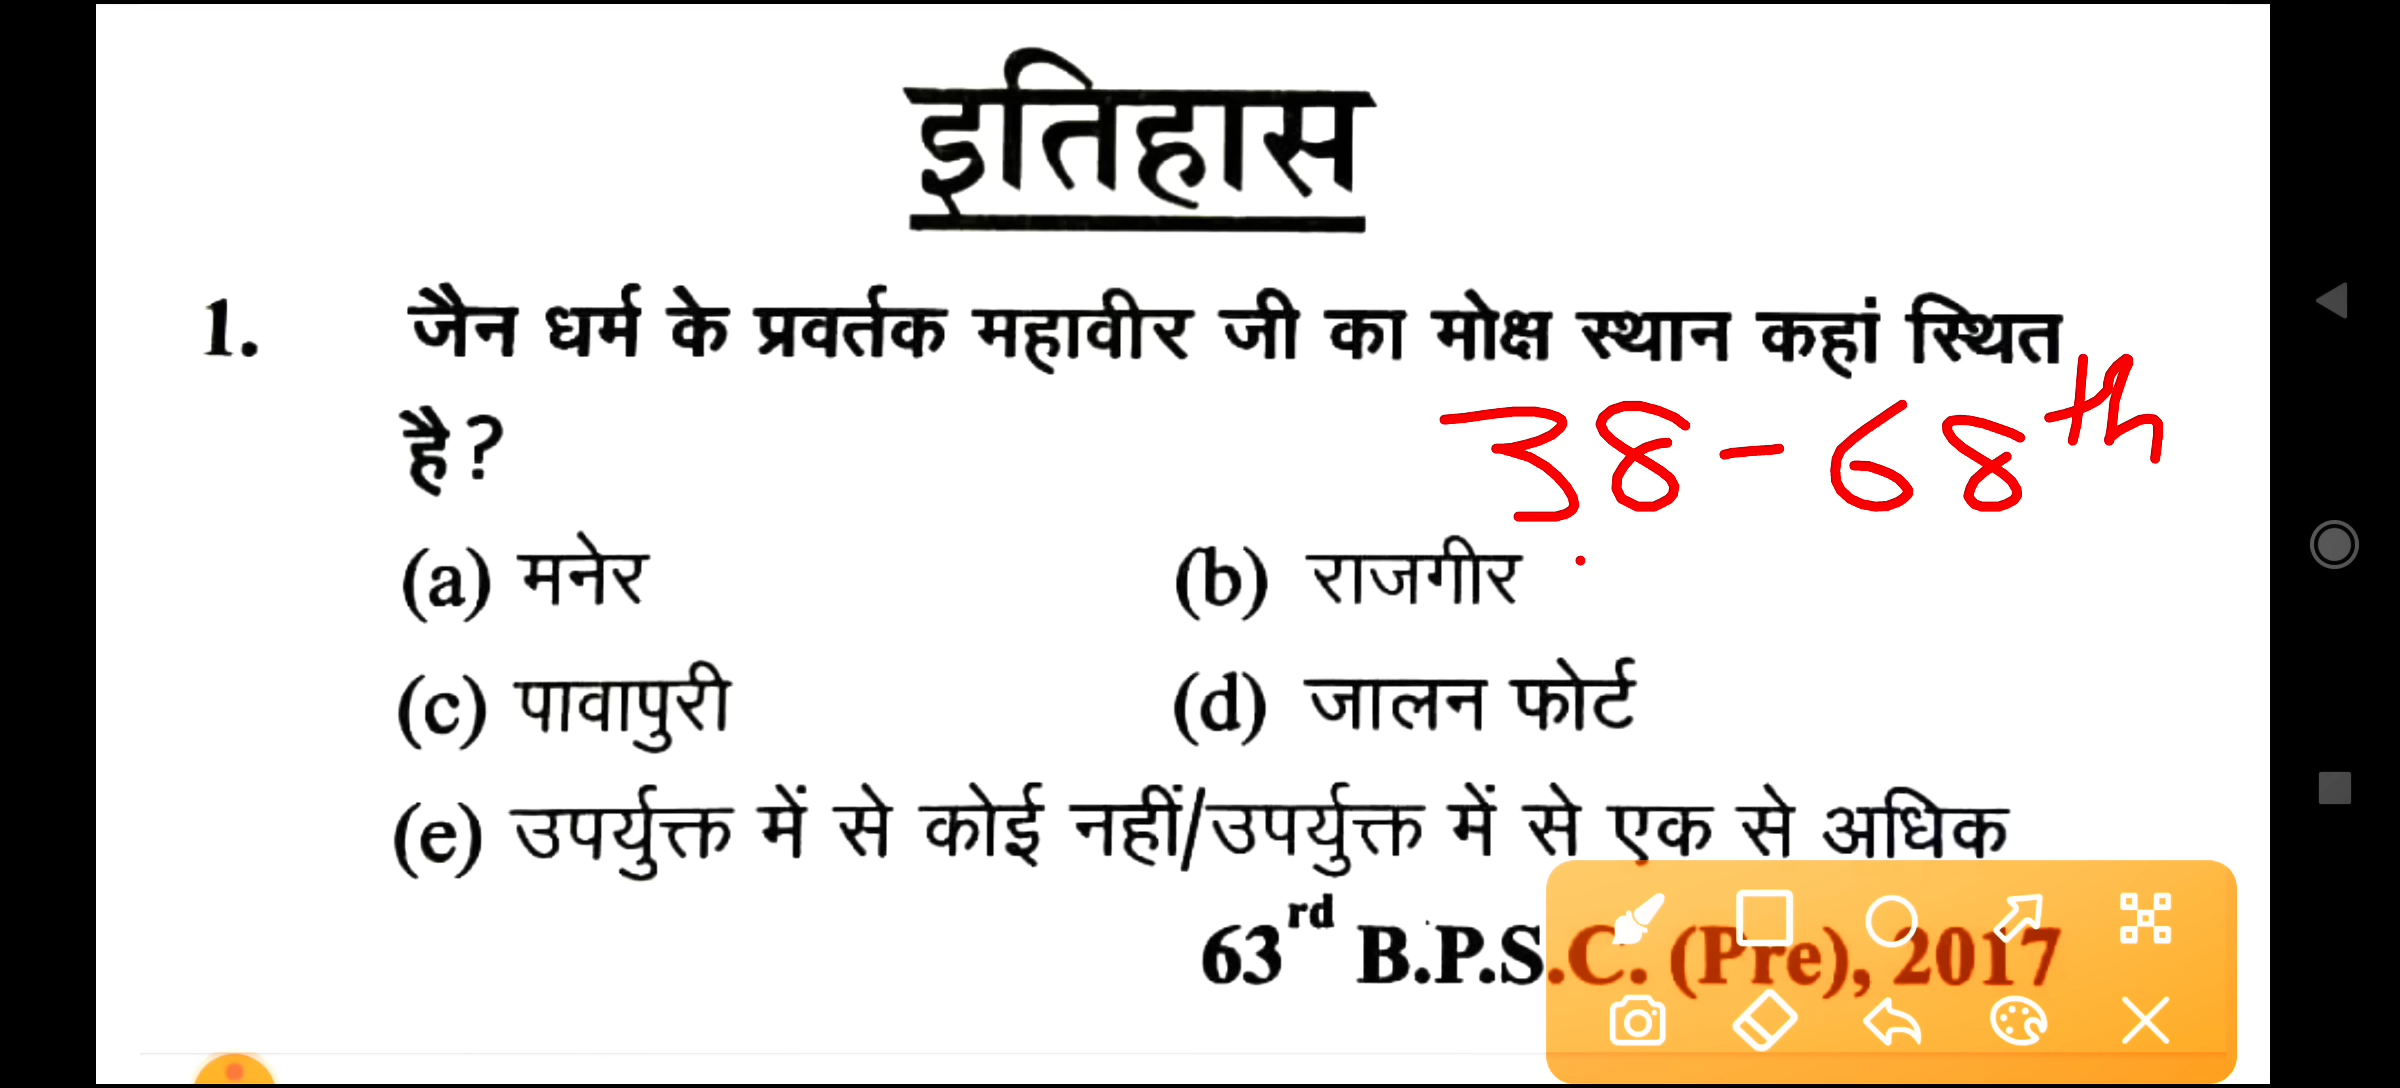 इतिहास
1. जैन धर्म के प्रवर्तक महावीर जी का मोक्ष स्थान कहां स्थित
है?
38-68th
(a) मनेर (b) राजगीर
(c) पावापुरी (d) जालन फोर्ट
(e) उपर्युक्त में से कोई नहीं/उपर्युक्त में से एक से अधिक
63rd B.P.S.C. (Pre), 2017